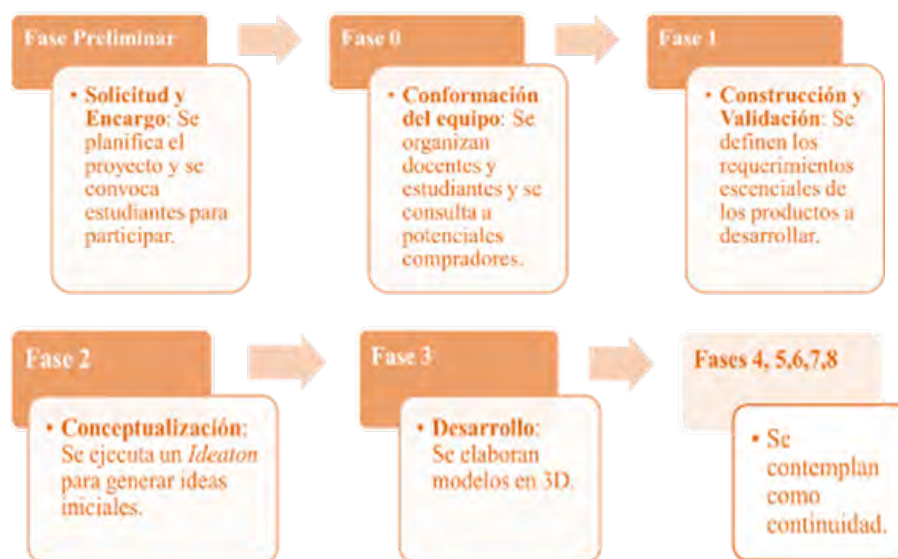 Fase Preliminar
• Solicitud y
Encargo: Se
planifica el
proyecto y se
convoca
estudiantes para
participar.
Fase 0
• Conformación
del equipo: Se
organizan
docentes y
estudiantes y se
consulta a
potenciales
compradores.
Fase 1
• Construcción y
Validación: Se
definen los
requerimientos
escenciales de
los productos a
desarrollar.
Fase 2
• Conceptualización:
Se ejecuta un Ideaton
para generar ideas
iniciales.
Fase 3
• Desarrollo:
Se elaboran
modelos en 3D.
Fases 4, 5,6,7,8
• Se
contemplan
como
continuidad.